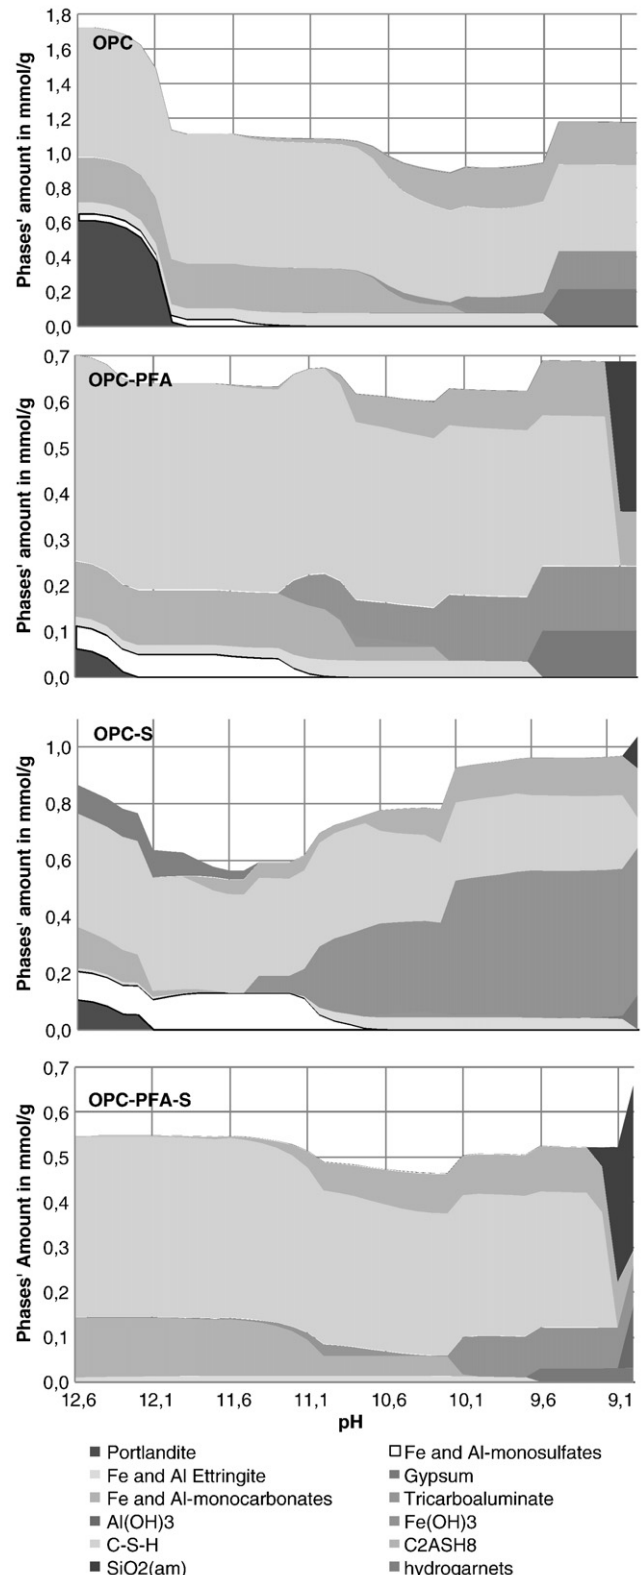 1,8
OPC
1,6
1,4
1,2
1,0
0,8
0,6
0,4
0,2
0,0
Phases' amount in mmol/g
0,7
OPC-PFA
0,6
0,5
0,4
0,3
0,2
0,1
0,0
Phases' amount in mmol/g
OPC-S
1,0
0,8
0,6
0,4
0,2
0,0
Phases' amount in mmol/g
0,7
OPC-PFA-S
0,6
0,5
0,4
0,3
0,2
0,1
0,0
Phases' Amount in mmol/g
12,6 12,1 11,6 11,1 10,6 10,1 9,6 9,1
pH
Portlandite
Fe and Al-monosulfates
Fe and Al Ettringite
Gypsum
Fe and Al-monocarbonates
Tricarboaluminate
Al(OH)3
Fe(OH)3
C-S-H
C2ASH8
SiO2(am)
hydrogarnets